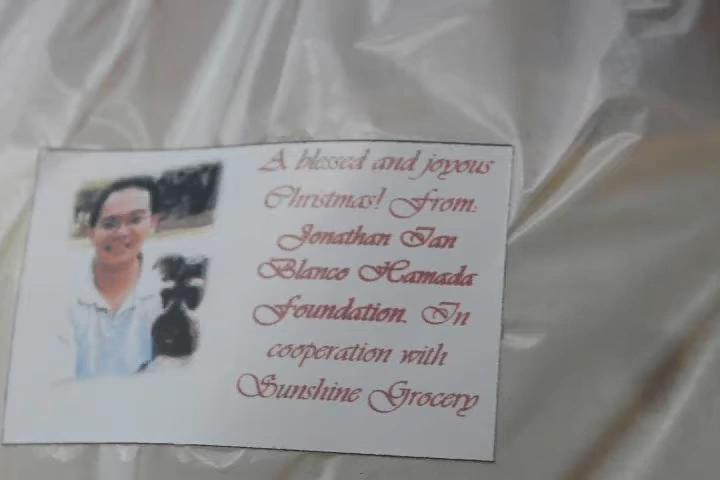 A blessed and joyous
Christmas! From:
Jonathan Ian
Blanco Hamada
Foundation. In
cooperation with
Sunshine Grocery